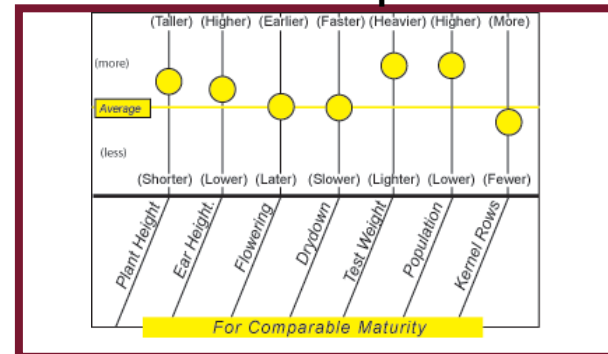 (Taller) (Higher) (Earlier) (Faster) (Heavier) (Higher) (More)
(more)
Average
(less)
(Shorter) (Lower) (Later) (Slower) (Lighter) (Lower) (Fewer)
Plant Height
Ear Height.
Flowering
Drydown
Test Weight
Population
Kernel Rows
For Comparable Maturity